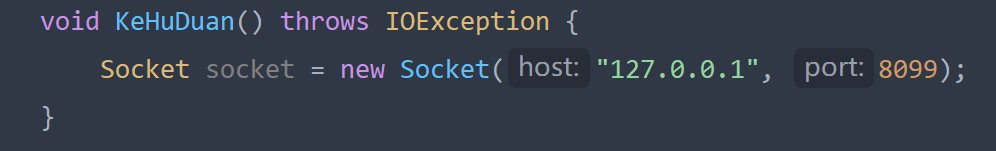 void KeHuDuan() throws IOException {
Socket socket = new Socket( host: "127.0.0.1", port: 8099);
}